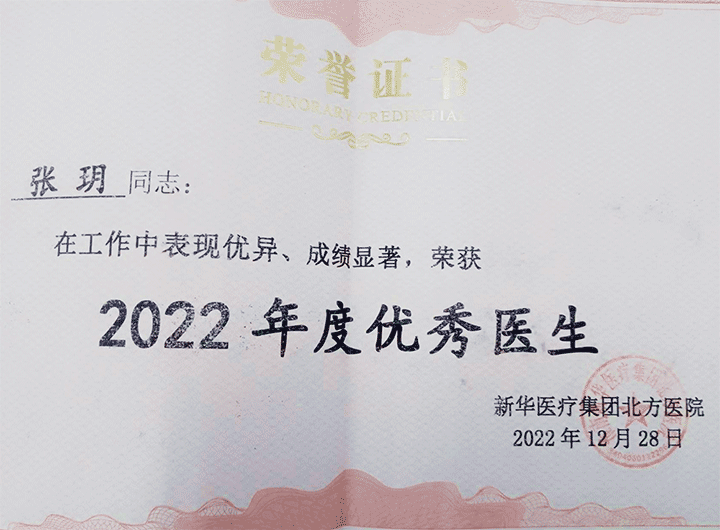 荣誉证书
HONORARY CREDENTIAL
张玥同志：
在工作中表现优异、成绩显著，荣获
2022年度优秀医生
新华医疗集团北方医院
2022年12月28日